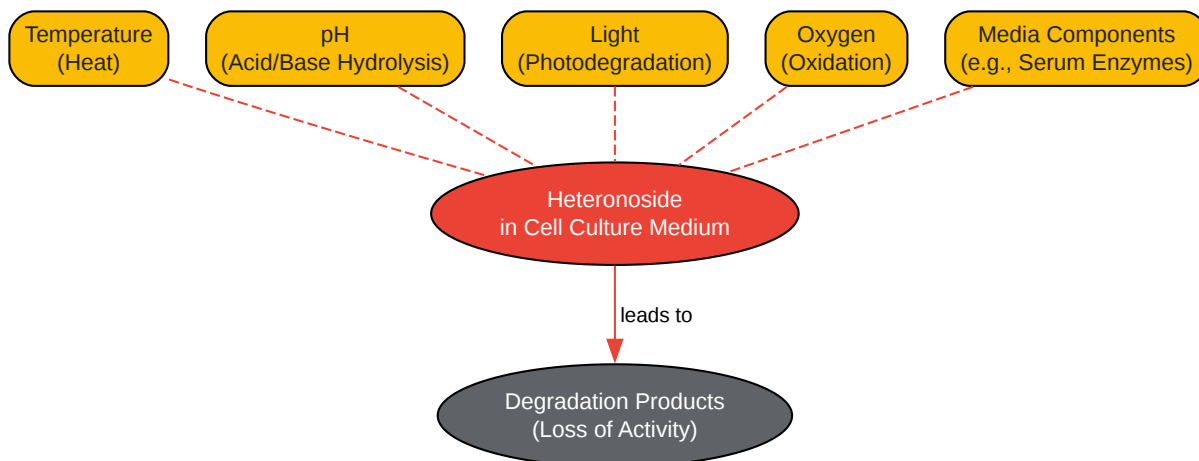 Temperature
(Heat)
pH
(Acid/Base Hydrolysis)
Light
(Photodegradation)
Oxygen
(Oxidation)
Media Components
(e.g., Serum Enzymes)
Heteronoside
in Cell Culture Medium
leads to
Degradation Products
(Loss of Activity)